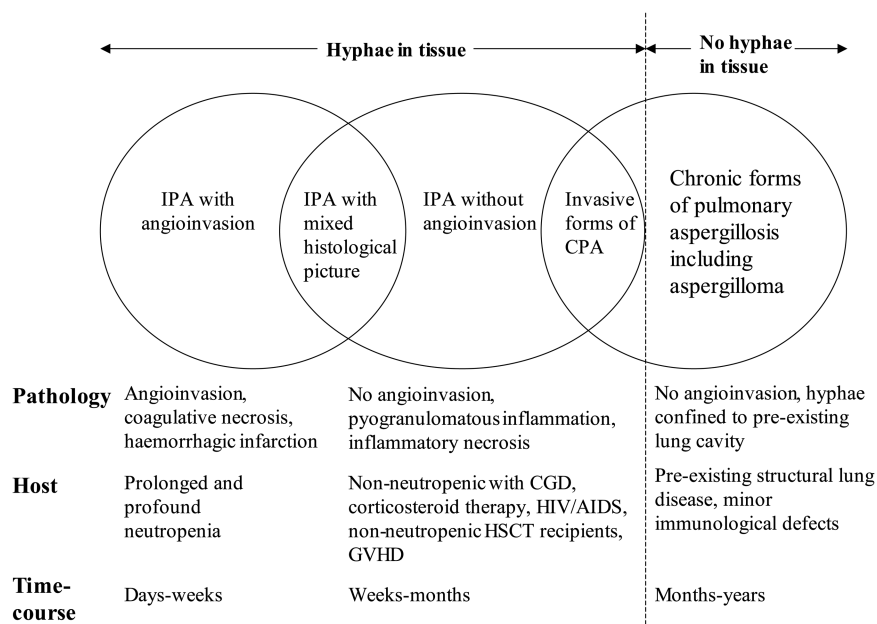 Hyphae in tissue
No hyphae
in tissue
IPA with
angioinvasion
IPA with
mixed
histological
picture
IPA without
angioinvasion
Invasive
forms of
CPA
Chronic forms
of pulmonary
aspergillosis
including
aspergilloma
Pathology
Angioinvasion,
coagulative necrosis,
haemorrhagic infarction
No angioinvasion,
pyogranulomatous inflammation,
inflammatory necrosis
No angioinvasion, hyphae
confined to pre-existing
lung cavity
Host
Prolonged and
profound
neutropenia
Non-neutropenic with CGD,
corticosteroid therapy, HIV/AIDS,
non-neutropenic HSCT recipients,
GVHD
Pre-existing structural lung
disease, minor
immunological defects
Time-
course
Days-weeks
Weeks-months
Months-years